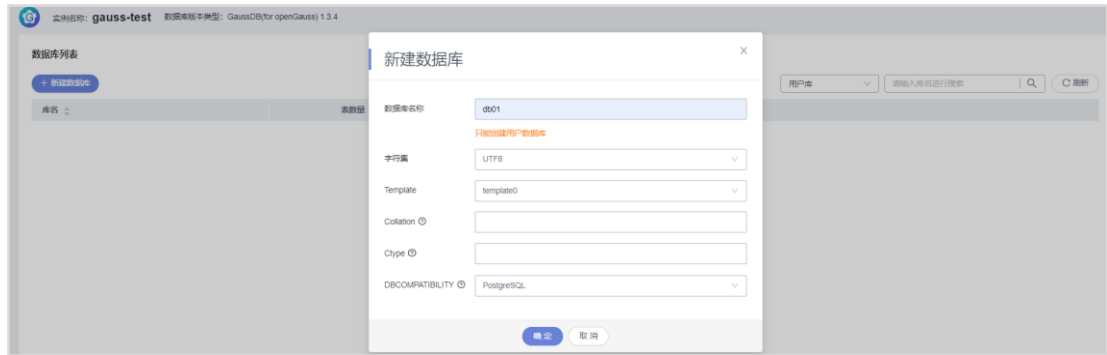 实例名称：gauss-test 数据库版本类型：GaussDB(for openGauss) 1.3.4
数据库列表
+ 新建数据库
用户库
请输入库名进行搜索
刷新
库名
表数量
新建数据库
数据库名称 db01
只能创建用户数据库
字符集 UTF8
Template template0
Collation
Ctype
DBCOMPATIBILITY PostgreSQL
确定 取消